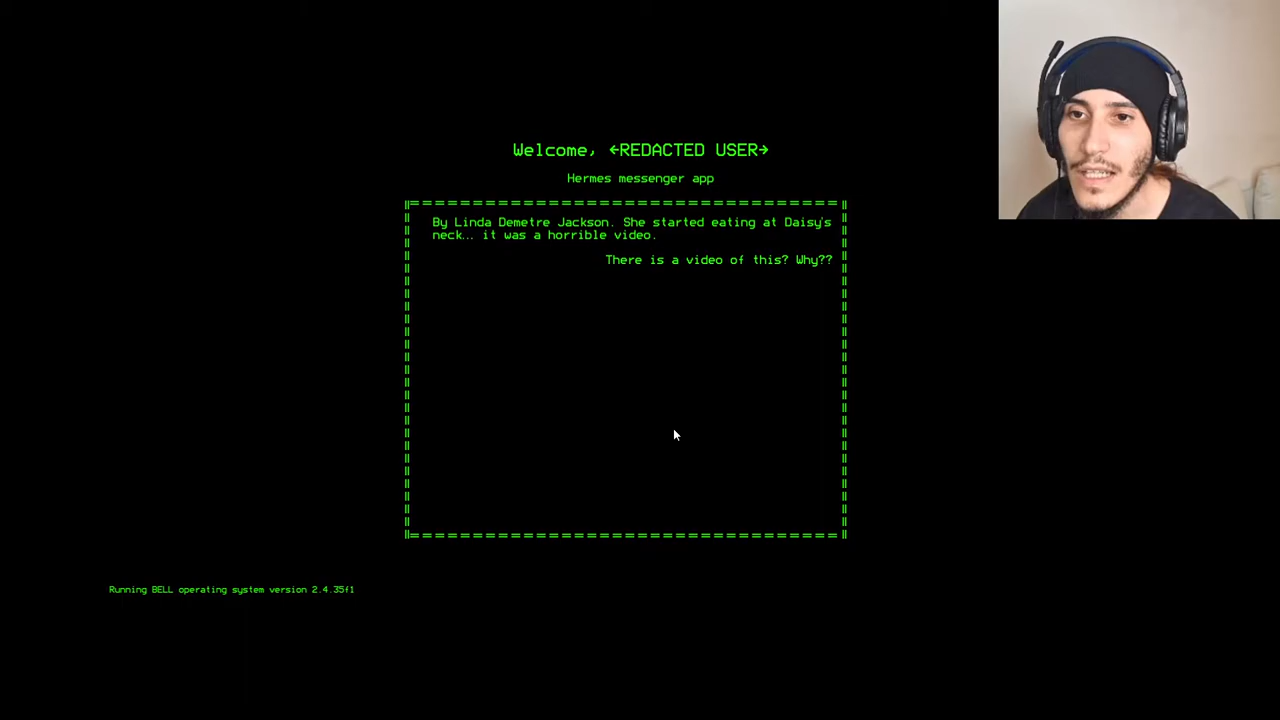 Welcome, ←REDACTED USER→
Hermes messenger app
By Linda Demetre Jackson. She started eating at Daisy's
neck... it was a horrible video.
There is a video of this? Why??
Running BELL operating system version 2.4.35f1